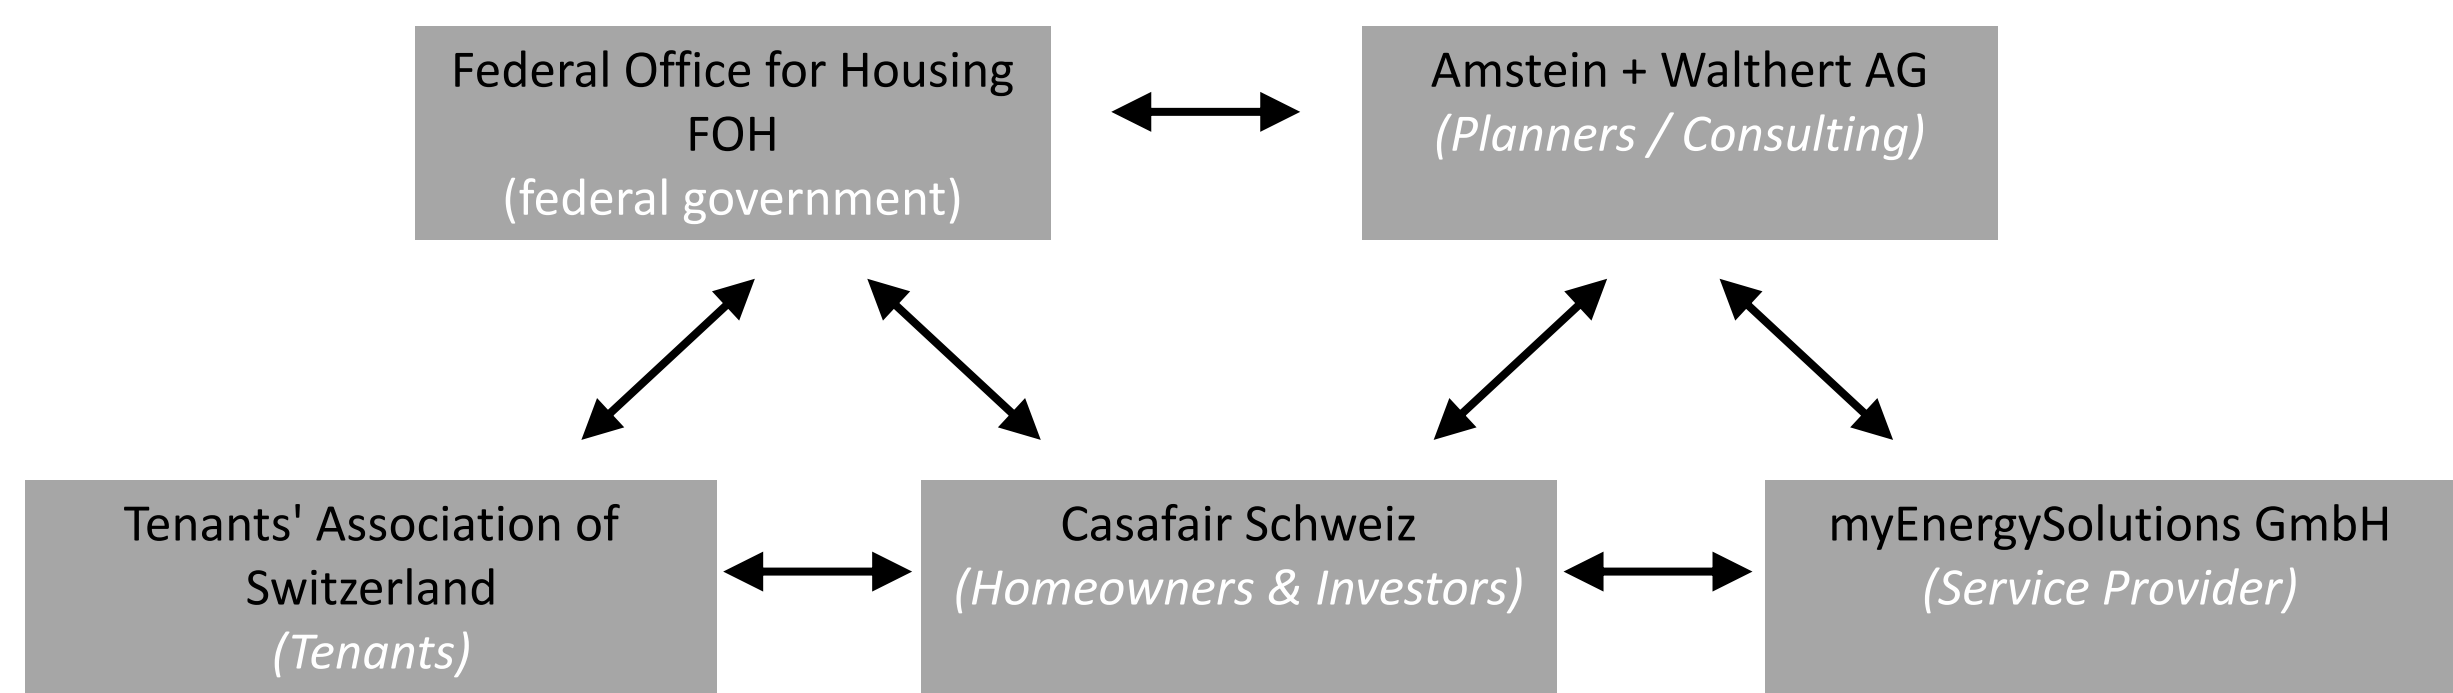 Federal Office for Housing
FOH
(federal government)
Amstein + Walthert AG
(Planners / Consulting)
Tenants' Association of
Switzerland
(Tenants)
Casafair Schweiz
(Homeowners & Investors)
myEnergySolutions GmbH
(Service Provider)